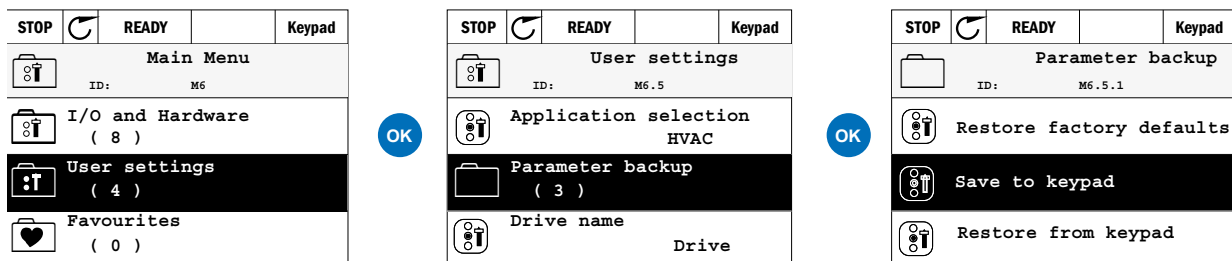 STOP READY Keypad
Main Menu
ID: M6
I/O and Hardware
( 8 )
User settings
( 4 )
Favourites
( 0 )
OK
STOP READY Keypad
User settings
ID: M6.5
Application selection
HVAC
Parameter backup
( 3 )
Drive name
Drive
OK
STOP READY Keypad
Parameter backup
ID: M6.5.1
Restore factory defaults
Save to keypad
Restore from keypad